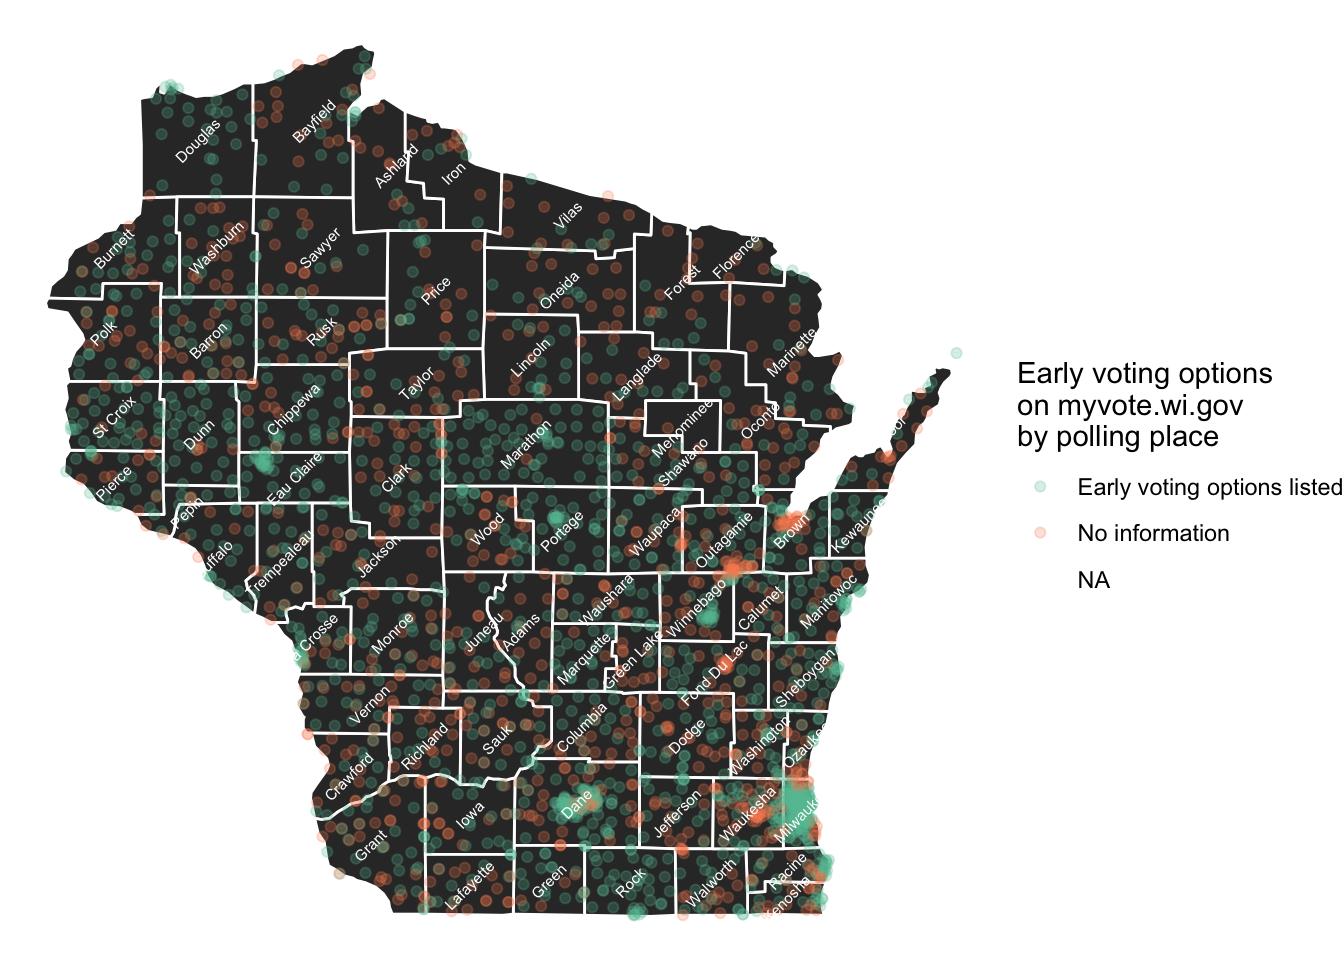 Bayfield
Douglas
Ashland
Iron
Vilas
Burnett
Washburn
Sawyer
Florence
Forest
Price
Oneida
Polk
Barron
Rusk
Lincoln
Marinette
Langlade
Taylor
Early voting options
on myvote.wi.gov
by polling place
St Croix
Dunn
Chippewa
Marathon
Menominee
Oconto
Shawano
Pierce
Eau Claire
Clark
Early voting options listed
Pepin
Wood
Portage
Waupaca
Outagamie
Brown
Kewaunee
No information
uffalo
Trempealeau
Jackson
NA
Waushara
Winnebago
Calumet
Manitowoc
a Crosse
Monroe
Juneau
Adams
Marquette
Green Lake
Fond Du Lac
Sheboygan
Vernon
Richland
Sauk
Columbia
Dodge
Washington
Ozaukee
Crawford
Iowa
Dane
Jefferson
Waukesha
Milwauk
Grant
Lafayette
Green
Rock
Walworth
Racine
Kenosha